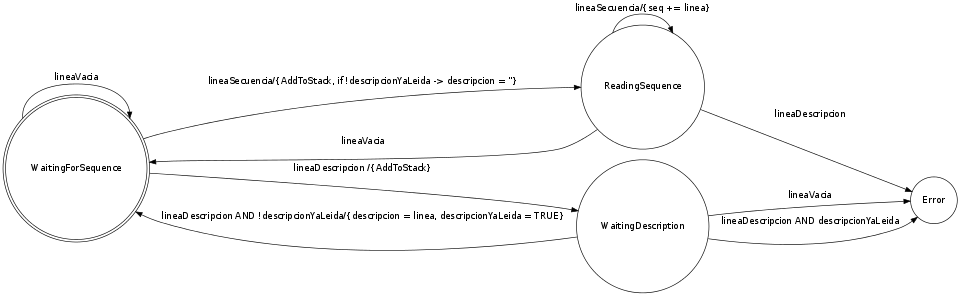 lineaSecuencia/{ seq += linea}
lineaVacia
lineaSecuencia/{AddToStack, if !descripcionYaLeida -> descripcion = ''}
ReadingSequence
lineaDescripcion
lineaVacia
WaitingForSequence
lineaDescripcion /{AddToStack}
lineaVacia
Error
lineaDescripcion AND !descripcionYaLeida/{ descripcion = linea, descripcionYaLeida = TRUE}
WaitingDescription
lineaDescripcion AND descripcionYaLeida